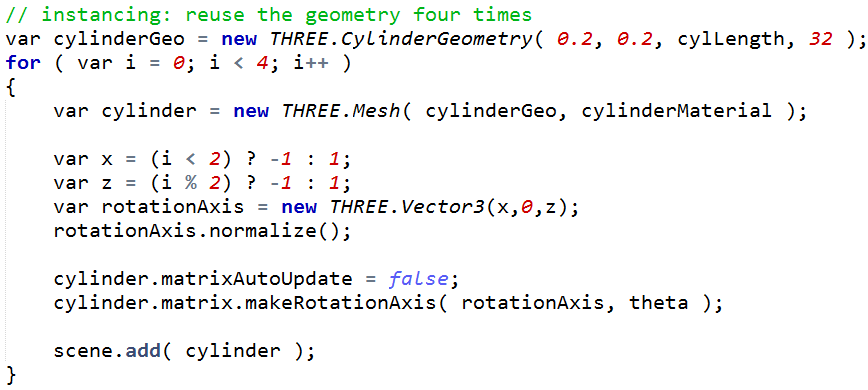 // instancing: reuse the geometry four times
var cylinderGeo = new THREE.CylinderGeometry( 0.2, 0.2, cylLength, 32 );
for ( var i = 0; i < 4; i++ )
{
    var cylinder = new THREE.Mesh( cylinderGeo, cylinderMaterial );

    var x = (i < 2) ? -1 : 1;
    var z = (i % 2) ? -1 : 1;
    var rotationAxis = new THREE.Vector3(x,0,z);
    rotationAxis.normalize();

    cylinder.matrixAutoUpdate = false;
    cylinder.matrix.makeRotationAxis( rotationAxis, theta );

    scene.add( cylinder );
}